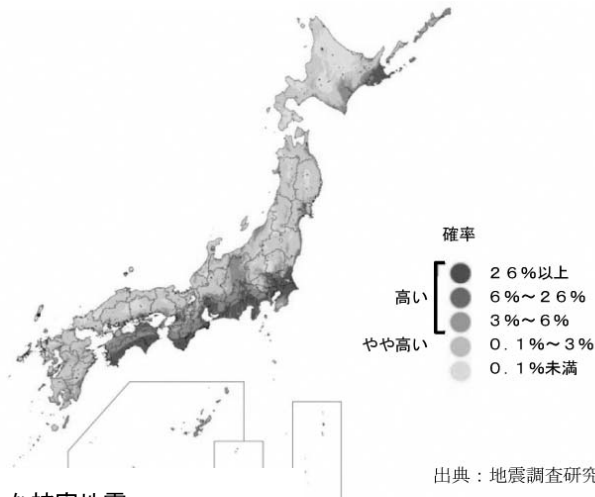 確率
２６％以上
高い
６％～２６％
３％～６％
やや高い
０．１％～３％
０．１％未満
出典：地震調査研究